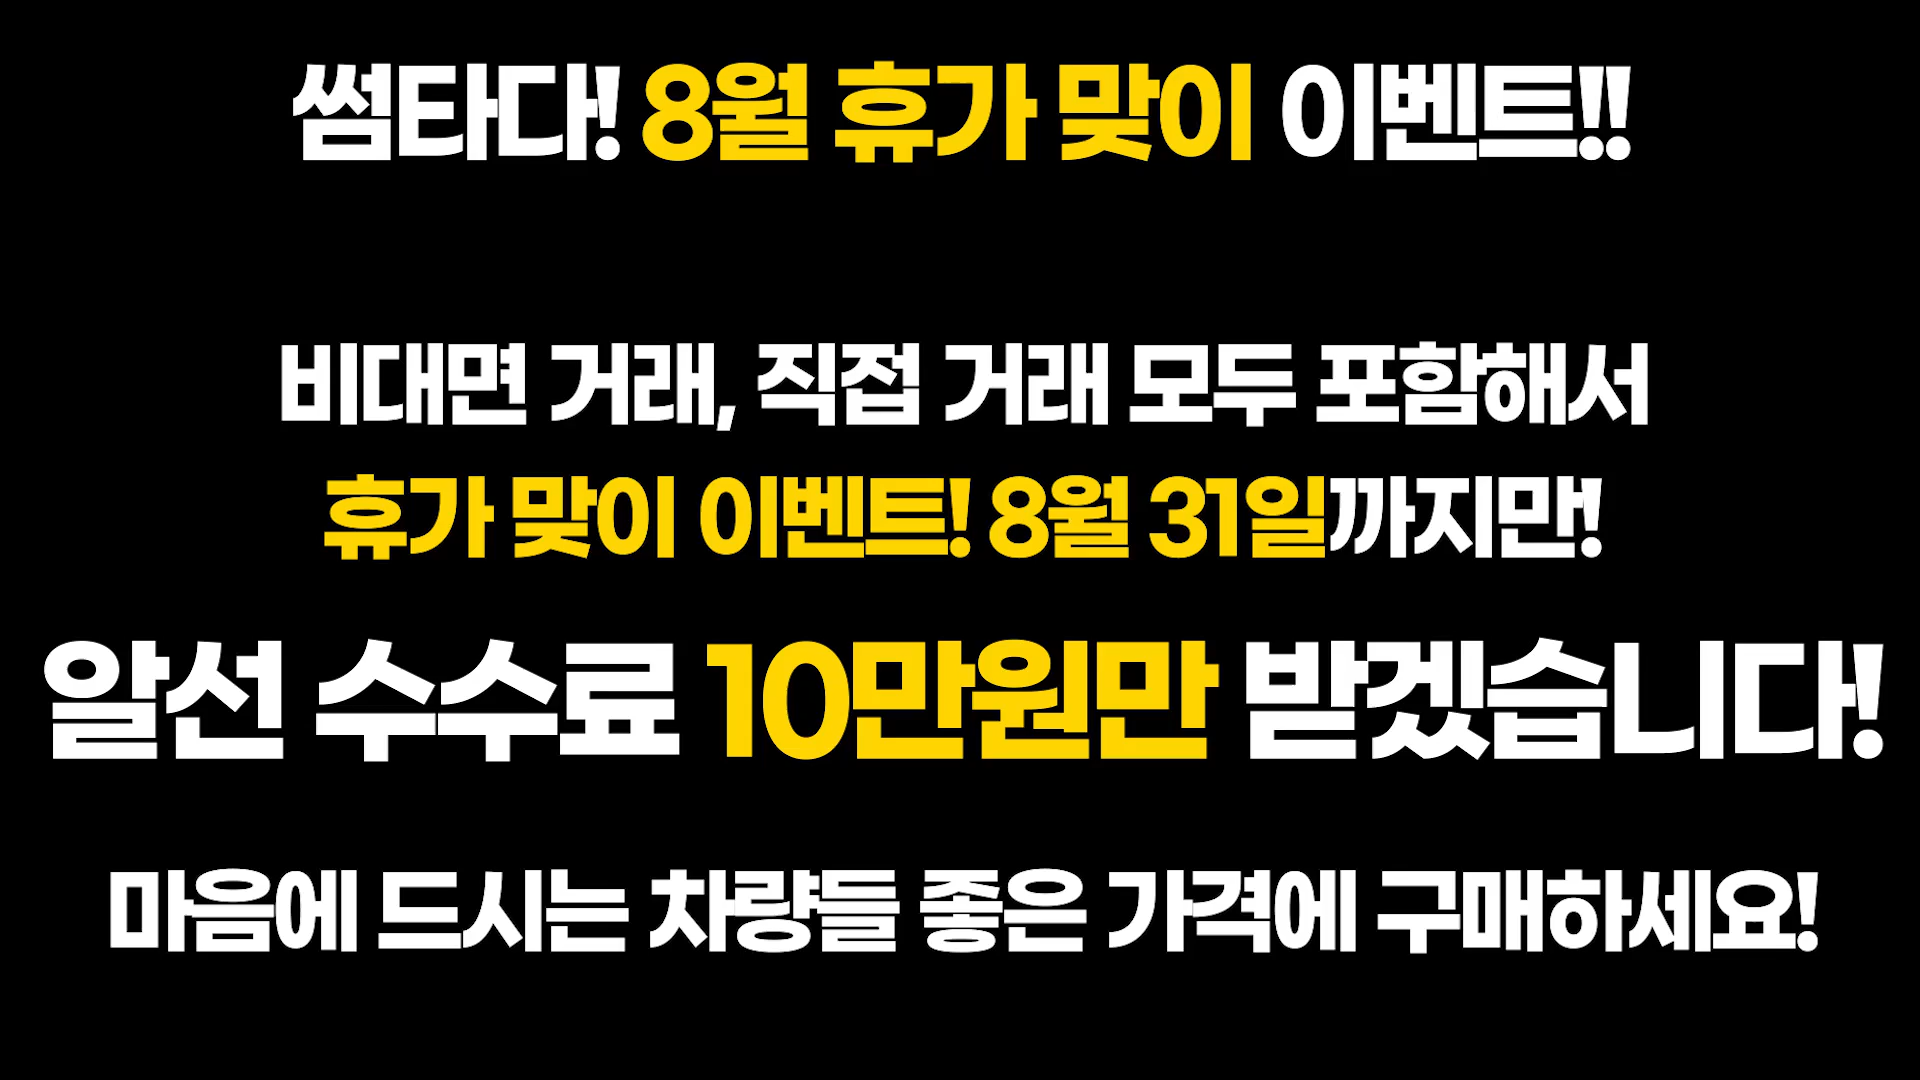 썸타다! 8월 휴가 맞이 이벤트!!
비대면 거래, 직접 거래 모두 포함해서
휴가 맞이 이벤트! 8월 31일까지만!
알선 수수료 10만원만 받겠습니다!
마음에 드시는 차량들 좋은 가격에 구매하세요!